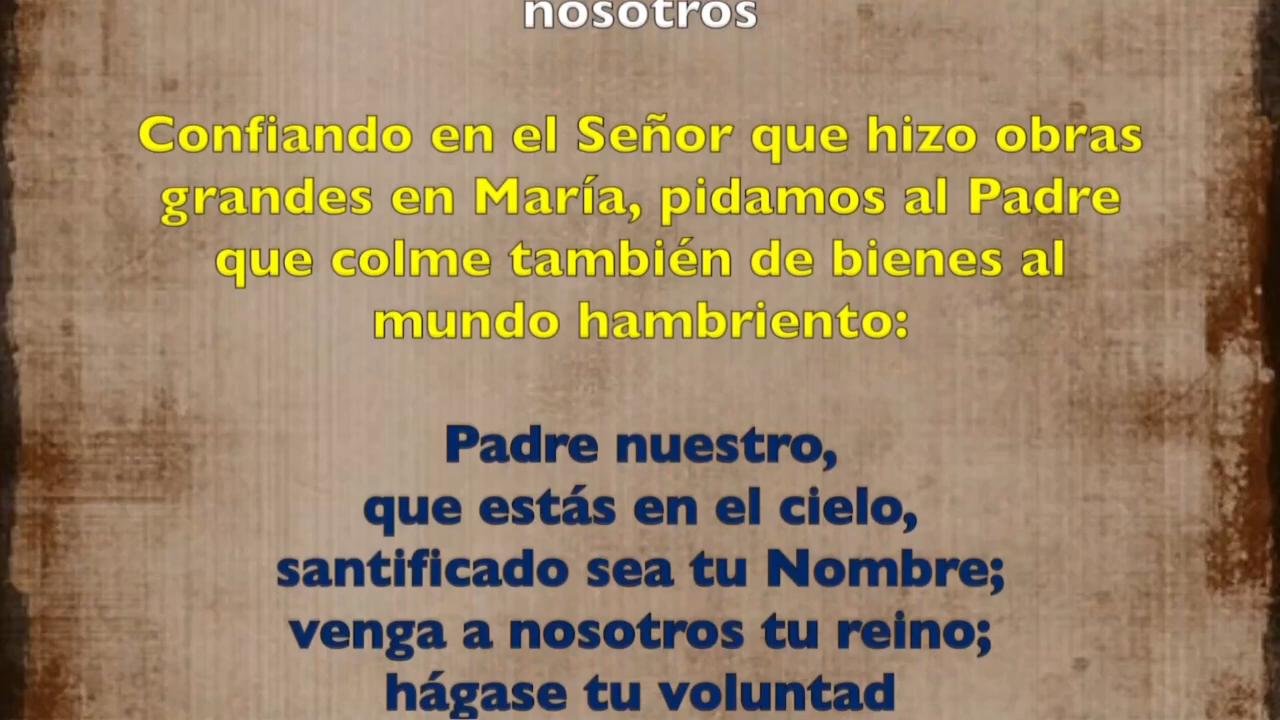 nosotros
Confiando en el Señor que hizo obras
grandes en María, pidamos al Padre
que colme también de bienes al
mundo hambriento:
Padre nuestro,
que estás en el cielo,
santificado sea tu Nombre;
venga a nosotros tu reino;
hágase tu voluntad